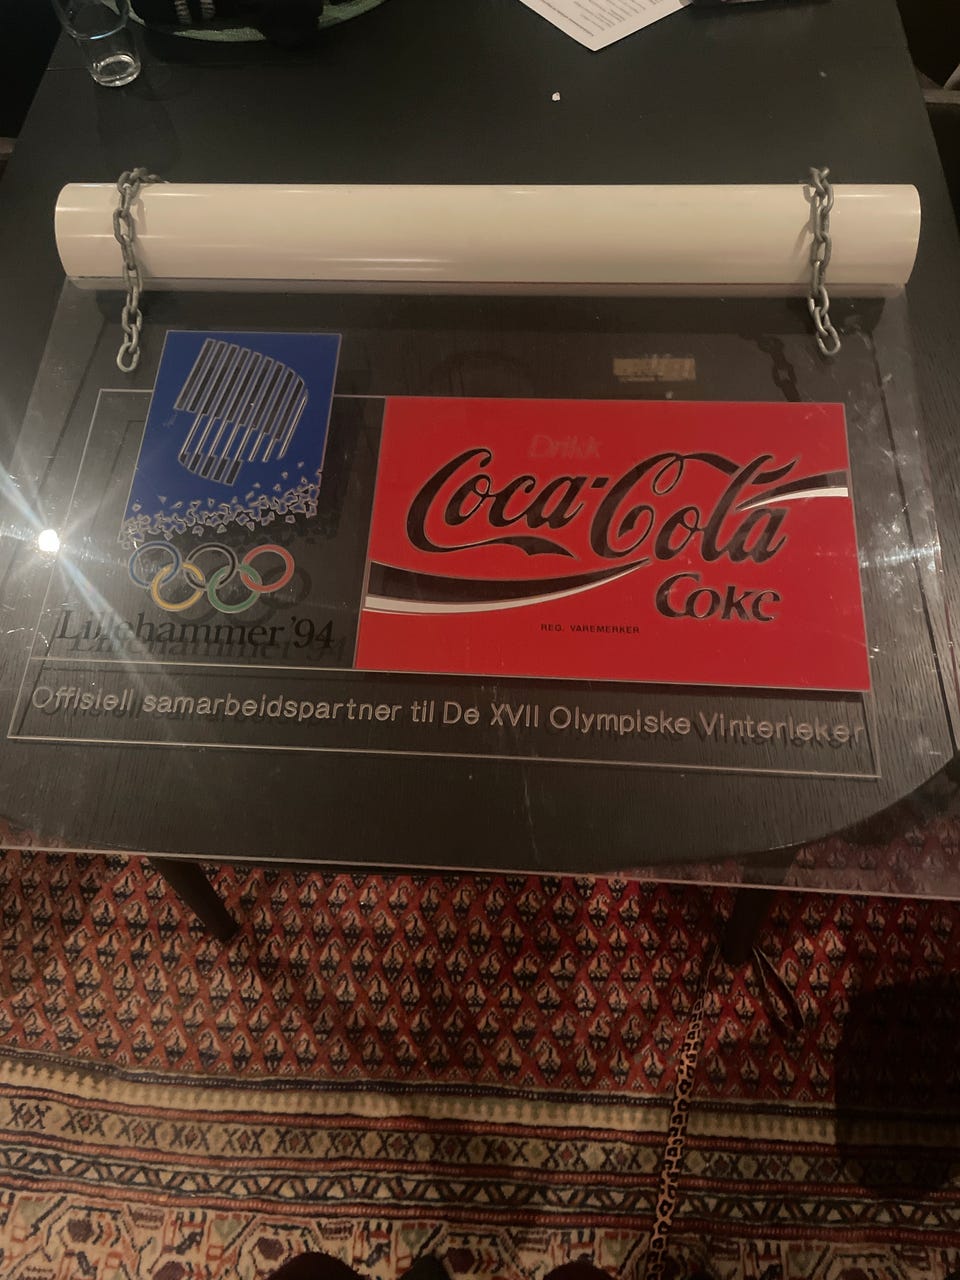 Drikk
Coca-Cola
Coke
REG. VAREMERKER
Lillehammer '94
Offisiell samarbeidspartner til De XVII Olympiske Vinterleker